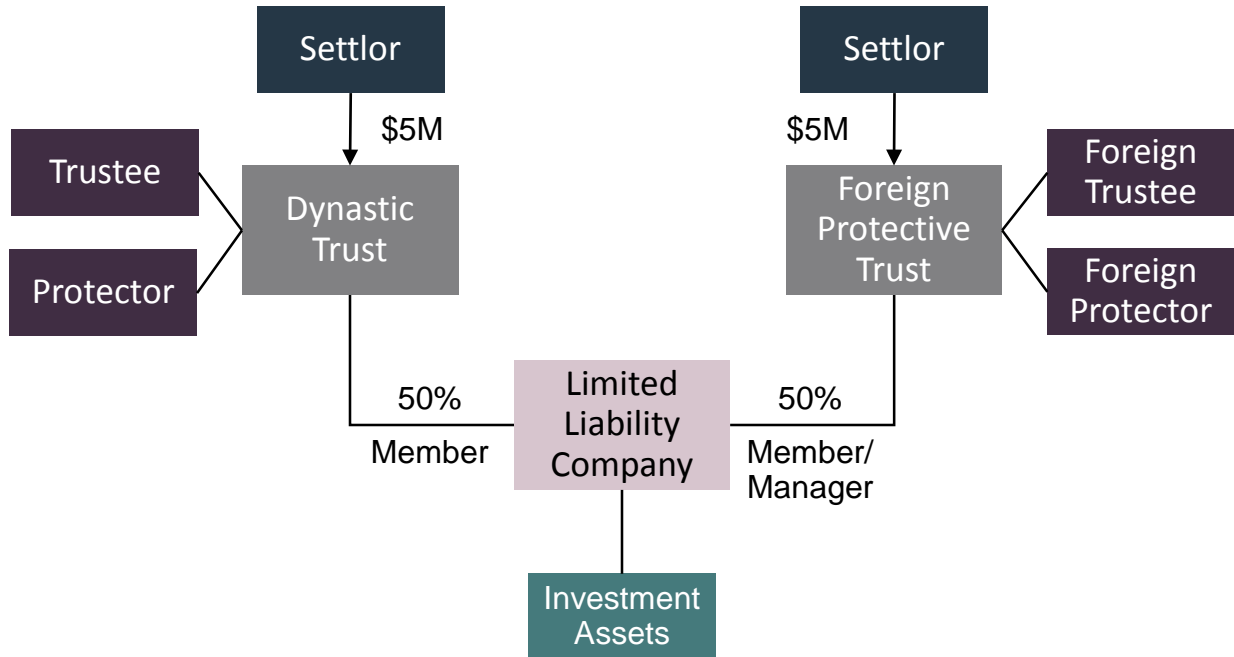 Settlor
Settlor
$5M
$5M
Trustee
Protector
Dynastic
Trust
Foreign
Protective
Trust
Foreign
Trustee
Foreign
Protector
50%
Member
Limited
Liability
Company
50%
Member/
Manager
Investment
Assets